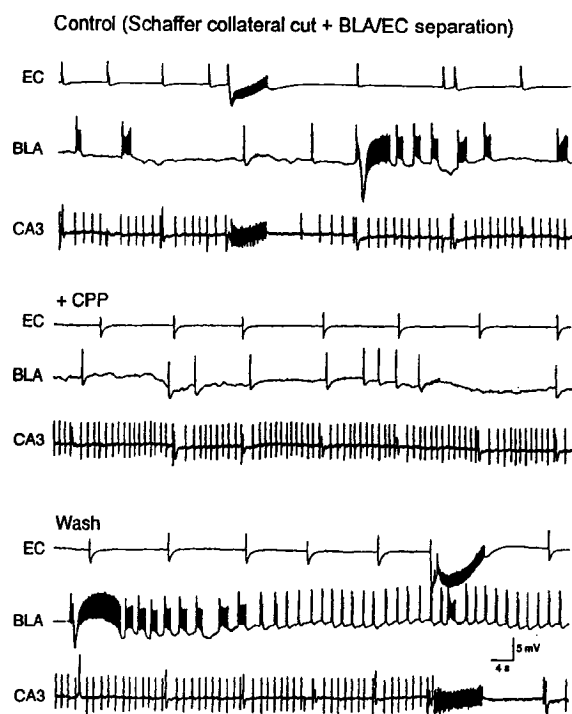 Control (Schaffer collateral cut + BLA/EC separation)
EC
BLA
CA3
+ CPP
EC
BLA
CA3
Wash
EC
BLA
5 mV
4 s
CA3